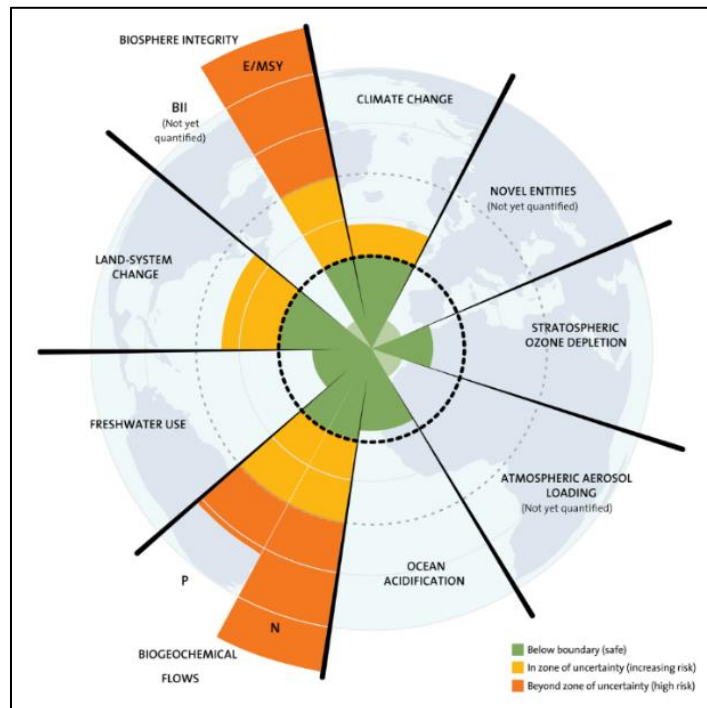 BIOSPHERE INTEGRITY
E/MSY
BII
(Not yet
quantified)
CLIMATE CHANGE
NOVEL ENTITIES
(Not yet quantified)
LAND-SYSTEM
CHANGE
STRATOSPHERIC
OZONE DEPLETION
FRESHWATER USE
ATMOSPHERIC AEROSOL
LOADING
(Not yet quantified)
OCEAN
ACIDIFICATION
P
N
BIOGEOCHEMICAL
FLOWS
Below boundary (safe)
In zone of uncertainty (increasing risk)
Beyond zone of uncertainty (high risk)